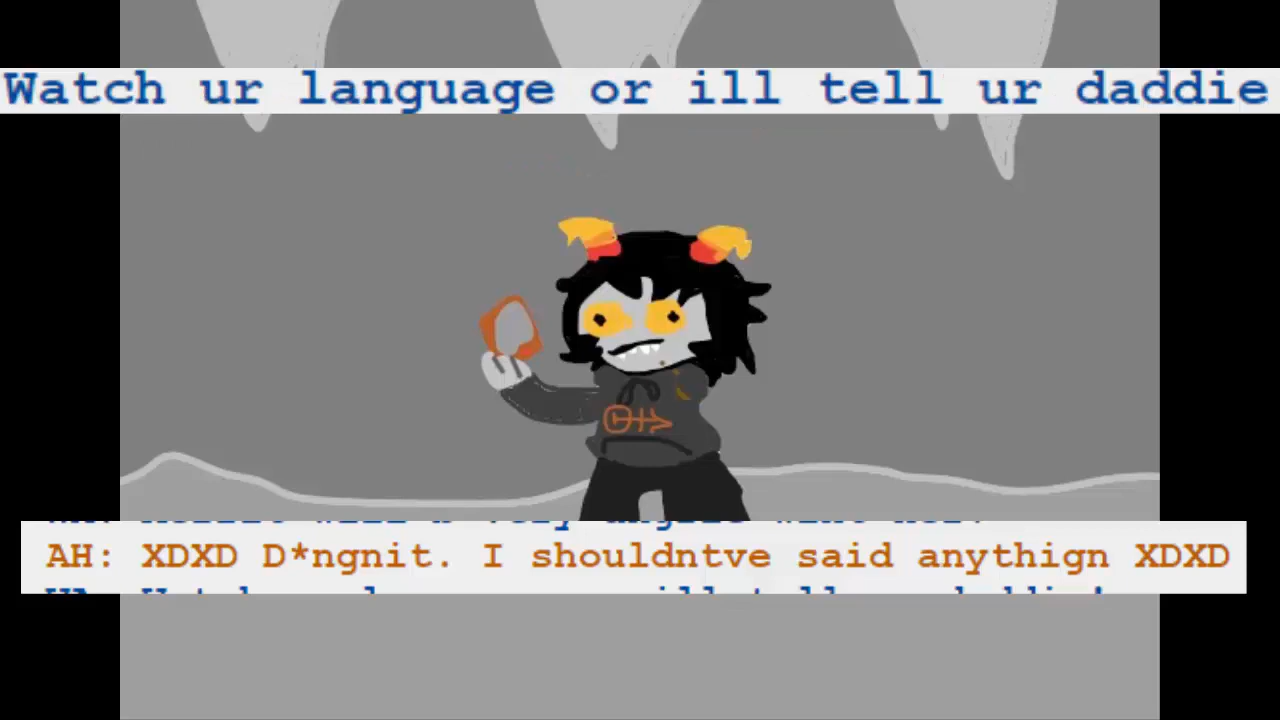 Watch ur language or ill tell ur daddie
AH: XDXD D*ngnit. I shouldntve said anythign XDXD